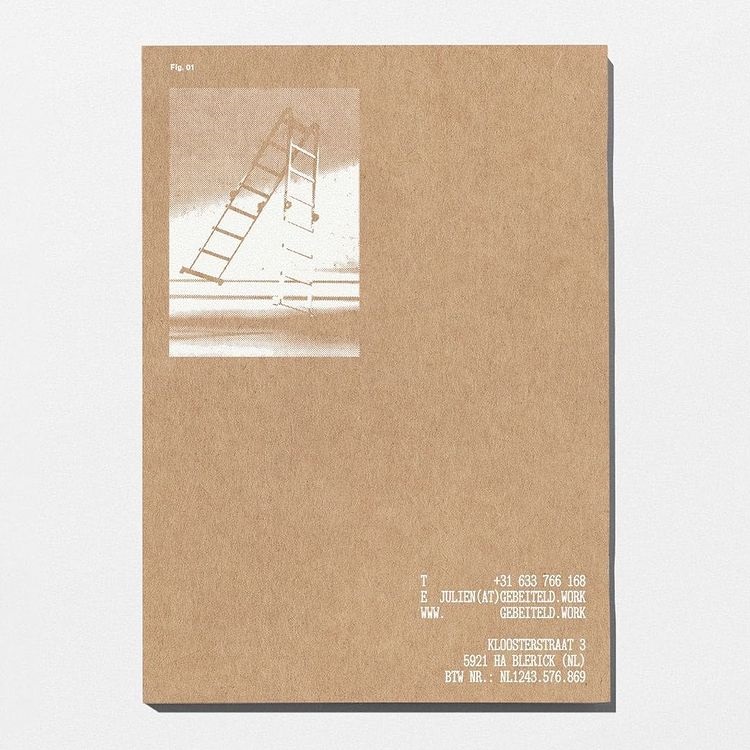 Fig. 01
T +31 633 766 168
E JULIEN(AT)GEBEITELD.WORK
WWW. GEBEITELD.WORK
KLOOSTERSTRAAT 3
5921 HA BLERICK (NL)
BTW NR.: NL1243.576.869